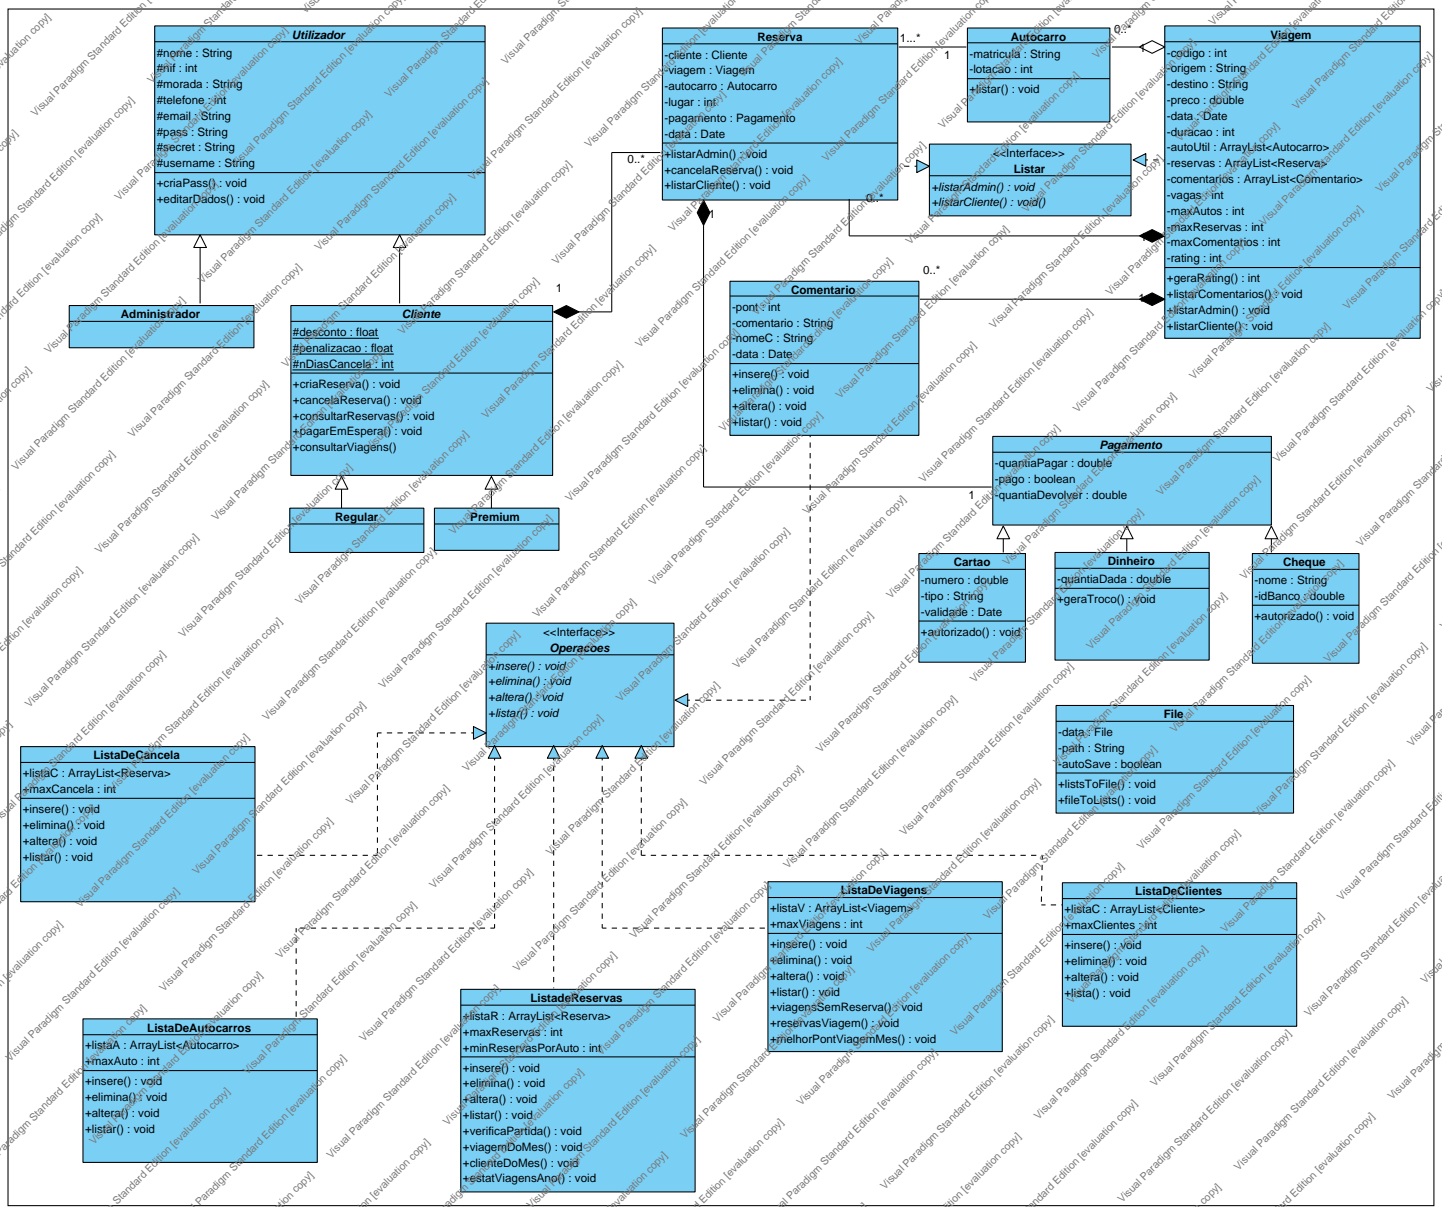 Utilizador
#nome : String
#nif : int
#morada : String
#telefone : int
#email : String
#pass : String
#secret : String
#username : String
+criaPass() : void
+editarDados() : void
Administrador
Cliente
#desconto : float
#penalizacao : float
#nDiasCancela : int
+criaReserva() : void
+cancelaReserva() : void
+consultarReservas() : void
+pagarEmEspera() : void
+consultarViagens()
Regular
Premium
1
0..*
Reserva
-cliente : Cliente
-viagem : Viagem
-autocarro : Autocarro
-lugar : int
-pagamento : Pagamento
-data : Date
+listarAdmin() : void
+cancelaReserva() : void
+listarCliente() : void
1...*
1
Autocarro
-matricula : String
-lotacao : int
+listar() : void
0..*
<<Interface>>
Listar
+listarAdmin() : void
+listarCliente() : void()
Viagem
-codigo : int
-origem : String
-destino : String
-preco : double
-data : Date
-duracao : int
-autoUtil : ArrayList<Autocarro>
-reservas : ArrayList<Reserva>
-comentarios : ArrayList<Comentario>
-vagas : int
-maxAutos : int
-maxReservas : int
-maxComentarios : int
-rating : int
+geraRating() : int
+listarComentarios() : void
+listarAdmin() : void
+listarCliente() : void
0..*
1
0..*
Comentario
-pont : int
-comentario : String
-nomeC : String
-data : Date
+insere() : void
+elimina() : void
+altera() : void
+listar() : void
Pagamento
-quantiaPagar : double
-pago : boolean
-quantiaDevolver : double
1
Cartao
-numero : double
-tipo : String
-validade : Date
+autorizado() : void
Dinheiro
-quantiaDada : double
+geraTroco() : void
Cheque
-nome : String
-idBanco : double
+autorizado() : void
<<Interface>>
Operacoes
+insere() : void
+elimina() : void
+altera() : void
+listar() : void
File
-data : File
-path : String
-autoSave : boolean
+listsToFile() : void
+fileToLists() : void
ListaDeCancela
+listaC : ArrayList<Reserva>
+maxCancela : int
+insere() : void
+elimina() : void
+altera() : void
+listar() : void
ListaDeViagens
+listaV : ArrayList<Viagem>
+maxViagens : int
+insere() : void
+elimina() : void
+altera() : void
+listar() : void
+viagensSemReserva() : void
+reservasViagem() : void
+melhorPontViagemMes() : void
ListaDeClientes
+listaC : ArrayList<Cliente>
+maxClientes : int
+insere() : void
+elimina() : void
+altera() : void
+lista() : void
ListadeReservas
+listaR : ArrayList<Reserva>
+maxReservas : int
+minReservasPorAuto : int
+insere() : void
+elimina() : void
+altera() : void
+listar() : void
+verificaPartida() : void
+viagemDoMes() : void
+clienteDoMes() : void
+estatViagensAno() : void
ListaDeAutocarros
+listaA : ArrayList<Autocarro>
+maxAuto : int
+insere() : void
+elimina() : void
+altera() : void
+listar() : void
Visual Paradigm Standard Edition [evaluation copy]